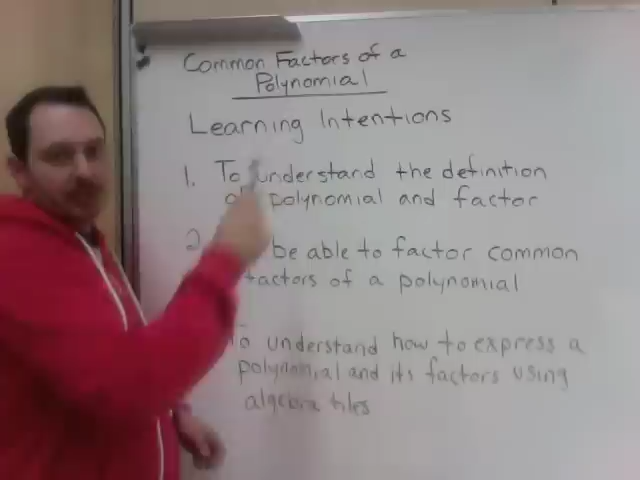 Common Factors of a
Polynomial
Learning Intentions
1. To understand the definition
of polynomial and factor
2. be able to factor common
factors of a polynomial
To understand how to express a
polynomial and its factors using
algebra tiles